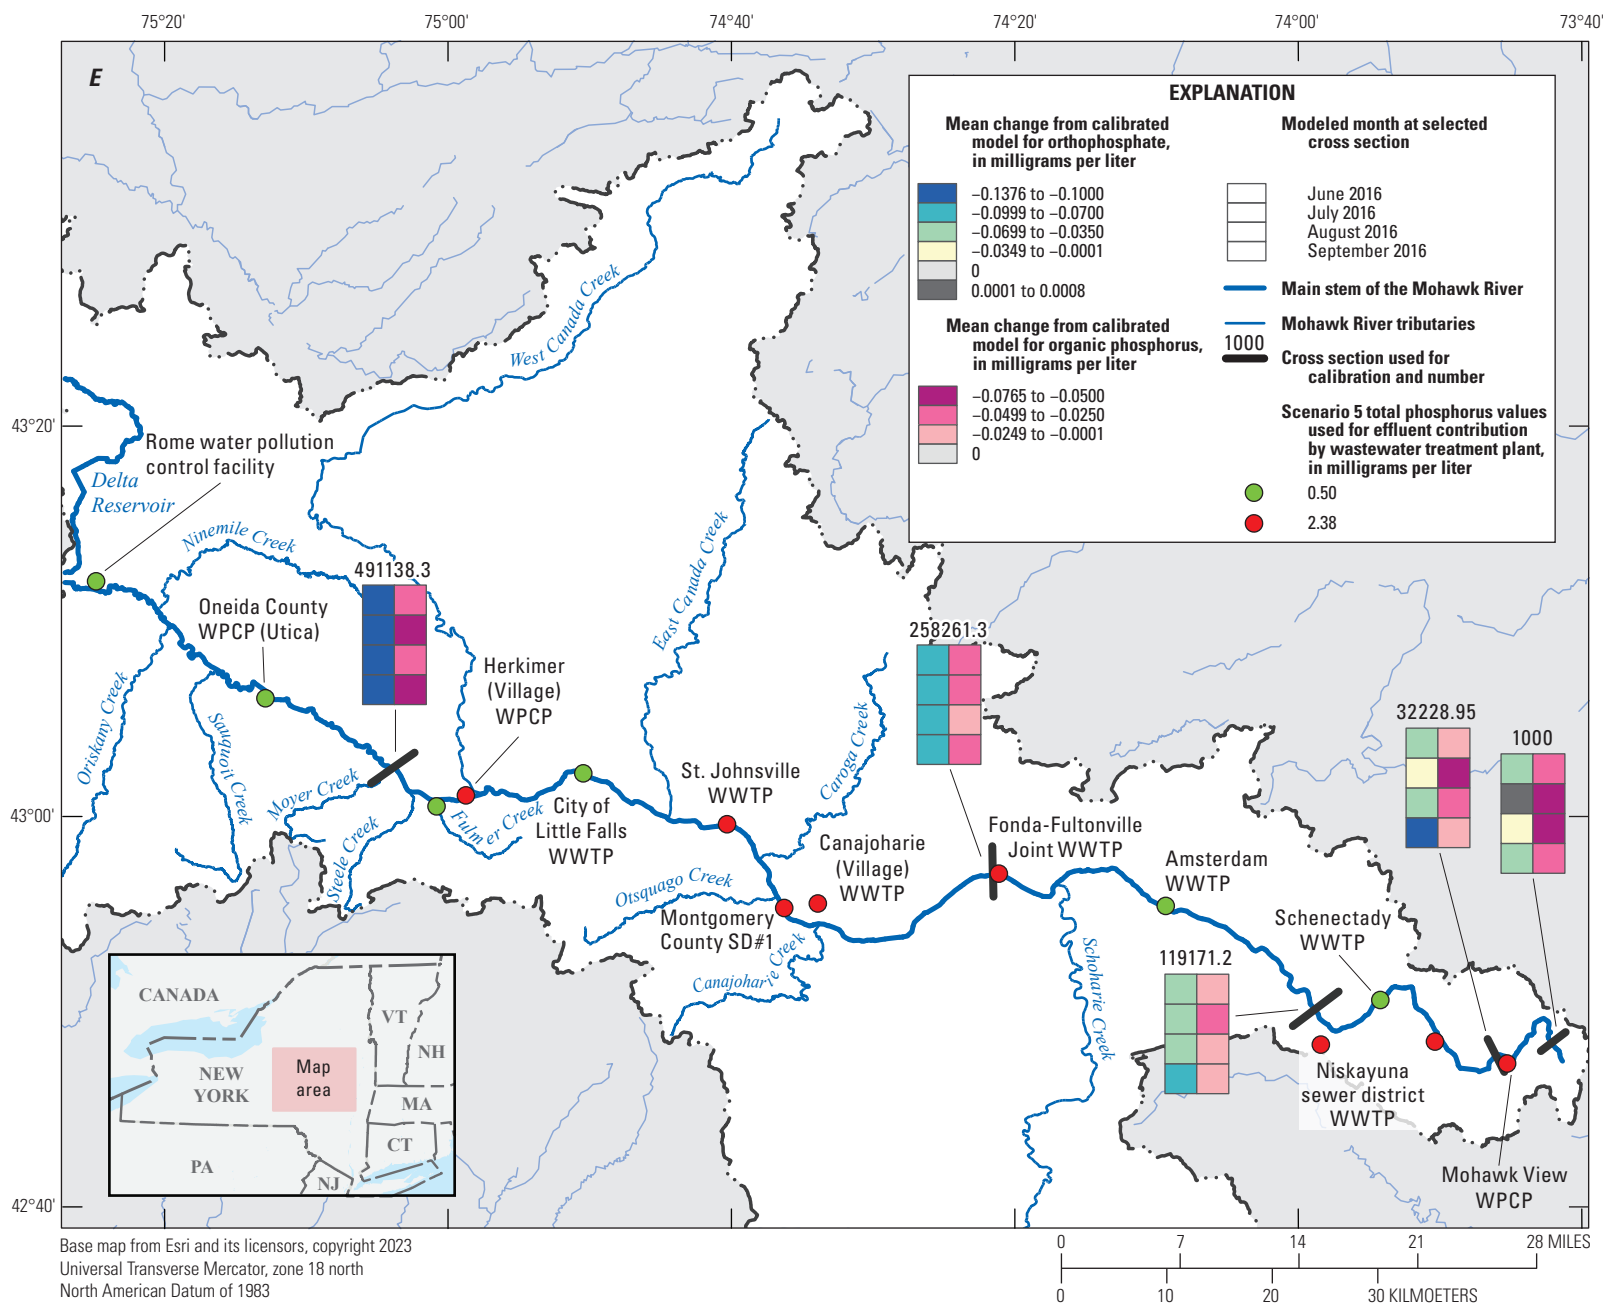 75°20'
75°00'
74°40'
74°20'
74°00'
73°40'
E
EXPLANATION
Mean change from calibrated
model for orthophosphate,
in milligrams per liter
−0.1376 to −0.1000
−0.0999 to −0.0700
−0.0699 to −0.0350
−0.0349 to −0.0001
0
0.0001 to 0.0008
Mean change from calibrated
model for organic phosphorus,
in milligrams per liter
−0.0765 to −0.0500
−0.0499 to −0.0250
−0.0249 to −0.0001
0
Modeled month at selected
cross section
June 2016
July 2016
August 2016
September 2016
Main stem of the Mohawk River
Mohawk River tributaries
1000
Cross section used for
calibration and number
Scenario 5 total phosphorus values
used for effluent contribution
by wastewater treatment plant,
in milligrams per liter
0.50
2.38
West Canada Creek
43°20'
Rome water pollution
control facility
Delta
Reservoir
Ninemile Creek
491138.3
Oneida County
WPCP (Utica)
East Canada Creek
258261.3
Herkimer
(Village)
WPCP
Oriskany Creek
Sauquoit Creek
Caroga Creek
32228.95
1000
St. Johnsville
WWTP
Moyer Creek
43°00'
Fulmer Creek
City of
Little Falls
WWTP
Steele Creek
Canajoharie
(Village)
WWTP
Fonda-Fultonville
Joint WWTP
Amsterdam
WWTP
Otsquago Creek
Montgomery
County SD#1
Schenectady
WWTP
Canajoharie Creek
Schoharie Creek
119171.2
Niskayuna
sewer district
WWTP
Mohawk View
WPCP
CANADA
VT
NH
NEW
YORK
Map
area
MA
CT
PA
NJ
42°40'
Base map from Esri and its licensors, copyright 2023
Universal Transverse Mercator, zone 18 north
North American Datum of 1983
0
7
14
21
28 MILES
0
10
20
30 KILMOETERS